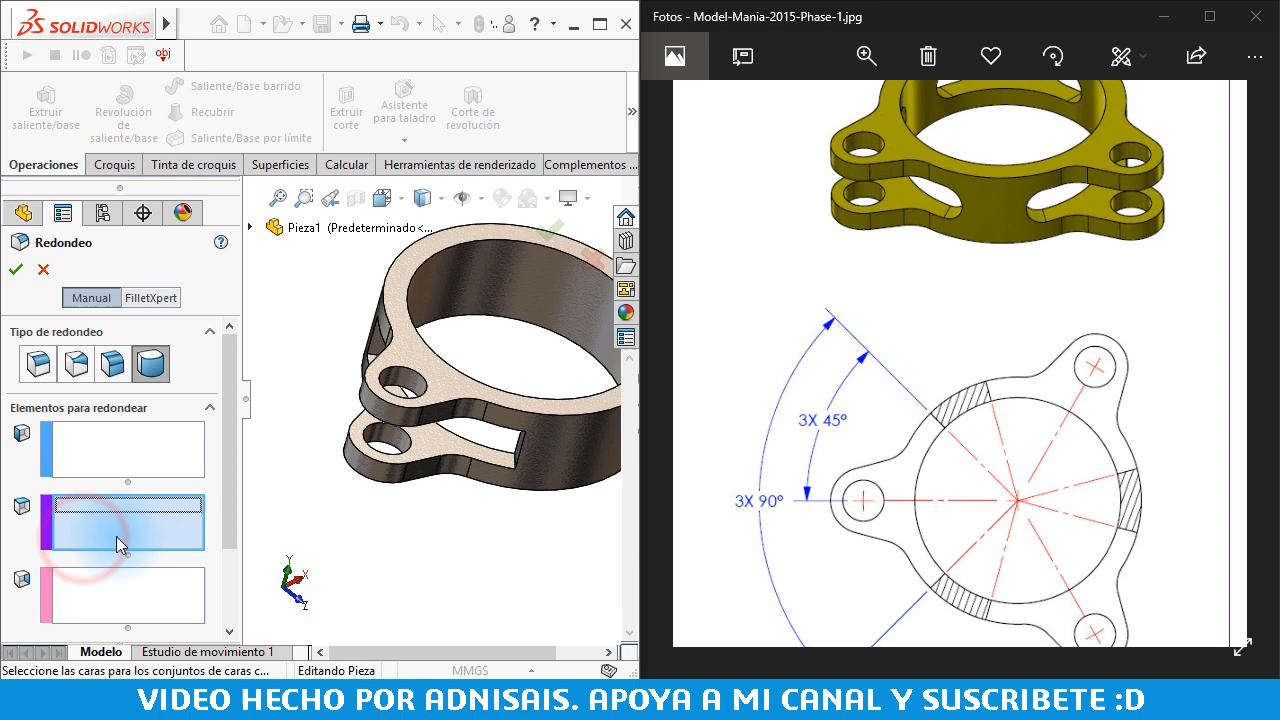 SOLIDWORKS
?
obj
Extruir saliente/base
Revolución de saliente/base
Saliente/Base barrido
Recubrir
Saliente/Base por límite
Extruir corte
Asistente para taladro
Corte de revolución
Operaciones
Croquis
Tinta de croquis
Superficies
Calcular
Herramientas de renderizado
Complementos ...
Redondeo
?
Manual
FilletXpert
Tipo de redondeo
Elementos para redondear
Pieza1 (Predeterminado<...
Y
X
Z
Modelo
Estudio de movimiento 1
Seleccione las caras para los conjuntos de caras c...
Editando Pieza
MMGS
Fotos - Model-Mania-2015-Phase-1.jpg
3X 45º
3X 90º
VIDEO HECHO POR ADNISAIS. APOYA A MI CANAL Y SUSCRIBETE :D